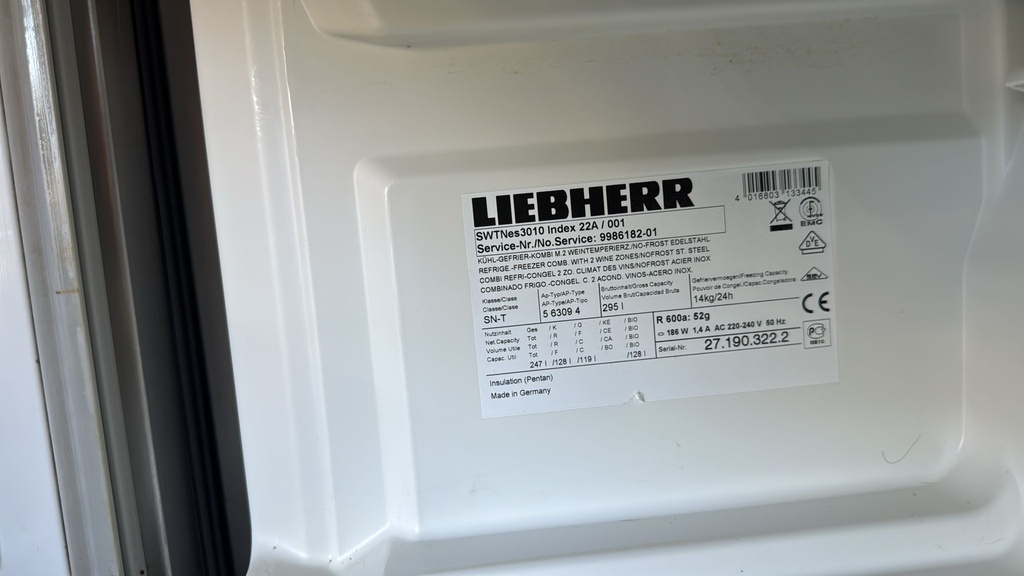 LIEBHERR
4 016803 133445
SWTNes3010 Index 22A / 001
Service-Nr./No.Service: 9986182-01
EMC
KÜHL-GEFRIER-KOMBI M.2 WEINTEMPERIERZ/NO-FROST EDELSTAHL
REFRIGE.-FREEZER COMB. WITH 2 WINE ZONES/NOFROST ST. STEEL
COMBI REFRI-CONGEL 2 ZO. CLIMAT DES VINS/NOFROST ACIER INOX
COMBINADO FRIGO.-CONGEL. C. 2 ACOND. VINOS-ACERO INOX.
Klasse/Class
Classe/Classe
SN-T
Ap-Typ/AP-Type
AP-Type/AP-Tipo
5 6309 4
Bruttoinhalt/Gross Capacity
Volume Brut/Capacidad Bruta
295 l
Gefriervermoegen/Freezing Capacity
Pouvoir de Congel./Capac.Congeladora
14kg/24h
CE
Nutzinhalt Ges / K / G / KE / BIO
Net.Capacity Tot / R / F / CE / BIO
Volume Utile Tot / R / C / CA / BIO
Capac. Util Tot / F / C / BO / BIO
247 l /128 l /119 l /128 l
R 600a: 52g
186 W 1,4 A AC 220-240 V 50 Hz
Serial-Nr. 27.190.322.2
Insulation (Pentan)
Made in Germany